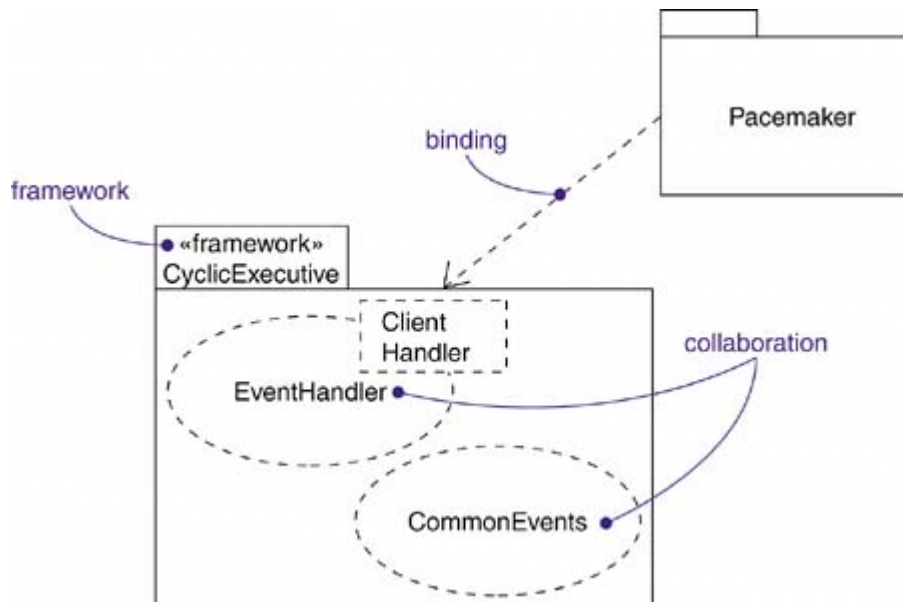 Pacemaker
binding
framework
«framework»
CyclicExecutive
Client
Handler
collaboration
EventHandler
CommonEvents